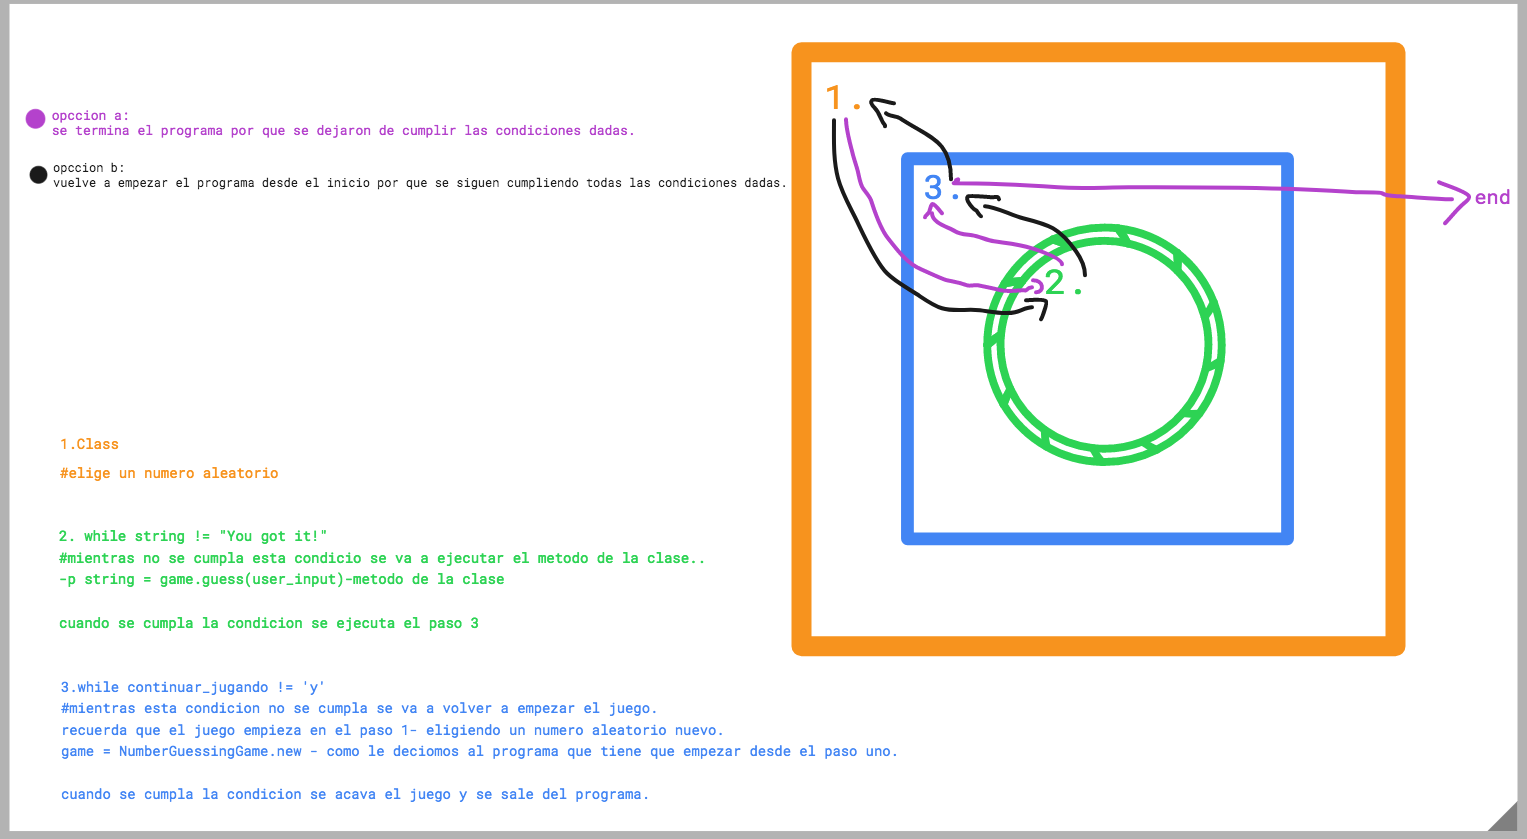 opccion a:
se termina el programa por que se dejaron de cumplir las condiciones dadas.
opccion b:
vuelve a empezar el programa desde el inicio por que se siguen cumpliendo todas las condiciones dadas.
1.
3.
end
2.
1.Class
#elige un numero aleatorio
2. while string != "You got it!"
#mientras no se cumpla esta condicio se va a ejecutar el metodo de la clase..
-p string = game.guess(user_input)-metodo de la clase
cuando se cumpla la condicion se ejecuta el paso 3
3.while continuar_jugando != 'y'
#mientras esta condicion no se cumpla se va a volver a empezar el juego.
recuerda que el juego empieza en el paso 1- eligiendo un numero aleatorio nuevo.
game = NumberGuessingGame.new - como le deciomos al programa que tiene que empezar desde el paso uno.
cuando se cumpla la condicion se acava el juego y se sale del programa.